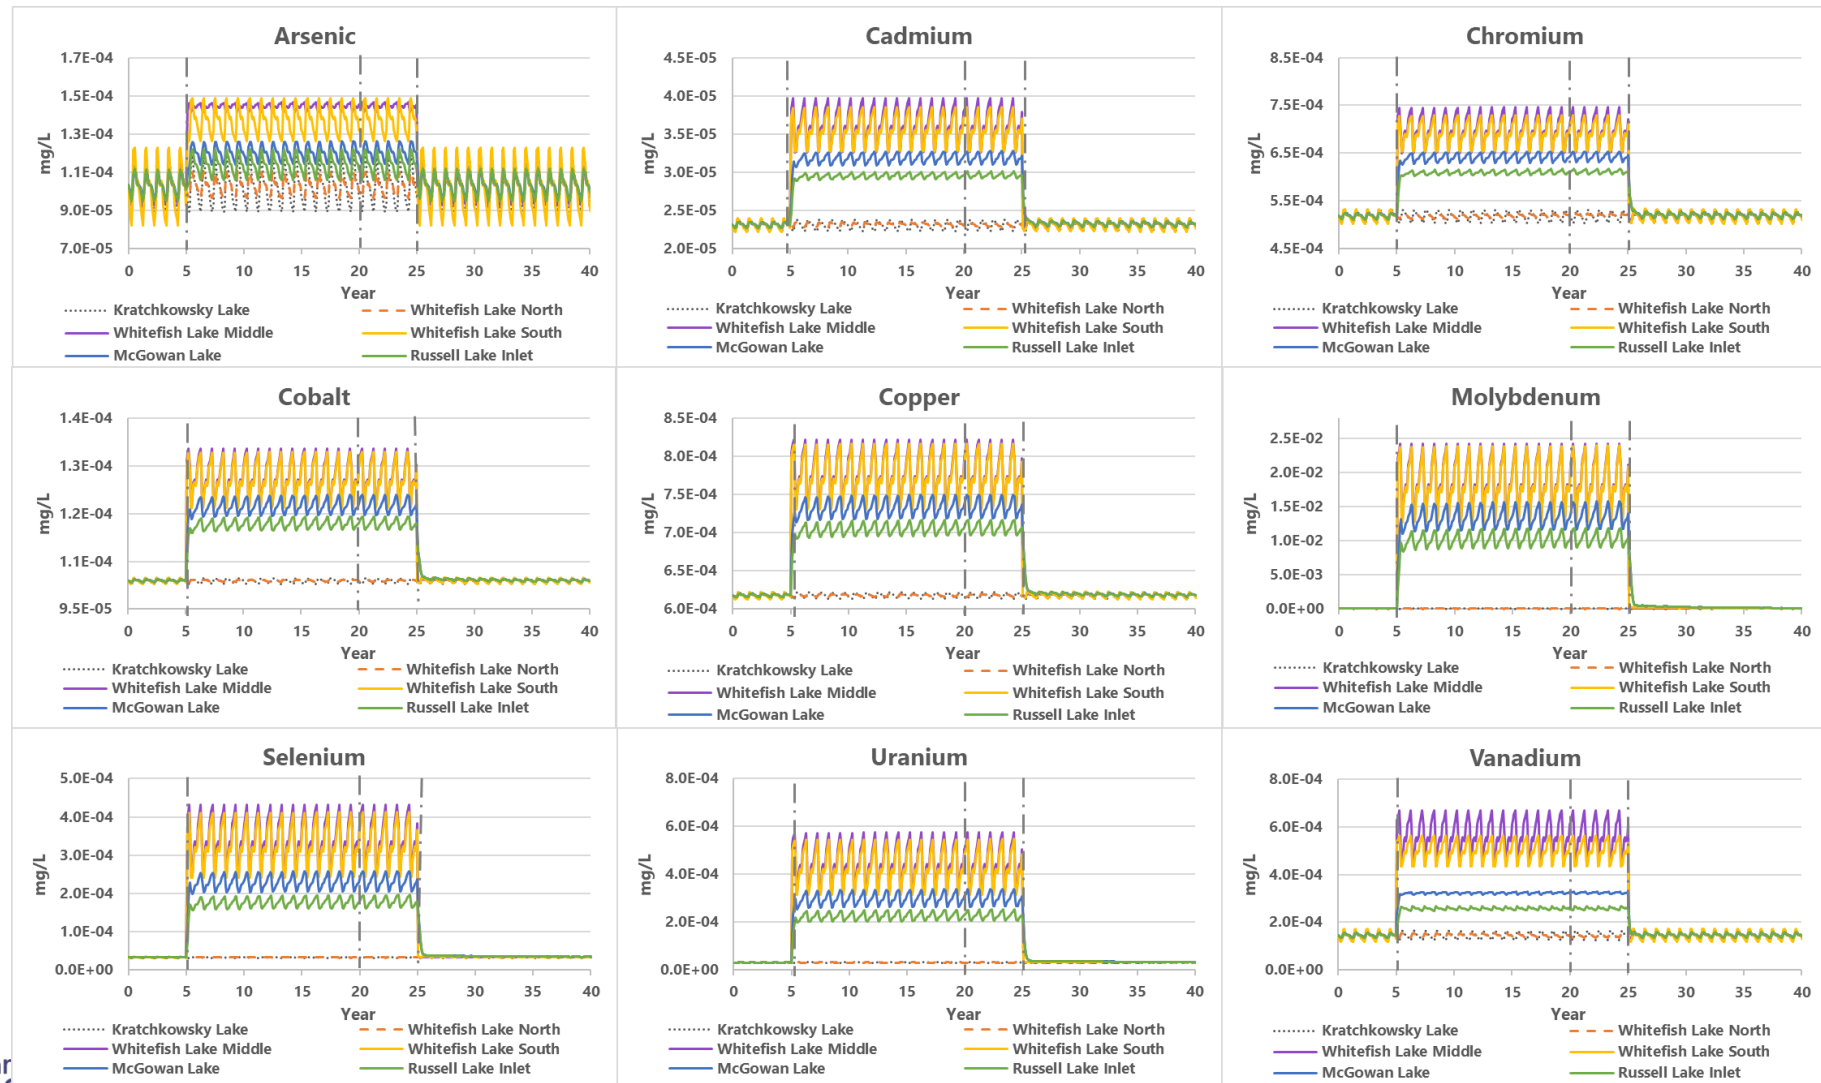 Arsenic
1.7E-04
1.5E-04
1.3E-04
1.1E-04
9.0E-05
7.0E-05
mg/L
0 5 10 15 20 25 30 35 40
Year
Kratchkowsky Lake Whitefish Lake North
Whitefish Lake Middle Whitefish Lake South
McGowan Lake Russell Lake Inlet
Cadmium
4.5E-05
4.0E-05
3.5E-05
3.0E-05
2.5E-05
2.0E-05
mg/L
0 5 10 15 20 25 30 35 40
Year
Kratchkowsky Lake Whitefish Lake North
Whitefish Lake Middle Whitefish Lake South
McGowan Lake Russell Lake Inlet
Chromium
8.5E-04
7.5E-04
6.5E-04
5.5E-04
4.5E-04
mg/L
0 5 10 15 20 25 30 35 40
Year
Kratchkowsky Lake Whitefish Lake North
Whitefish Lake Middle Whitefish Lake South
McGowan Lake Russell Lake Inlet
Cobalt
1.4E-04
1.3E-04
1.2E-04
1.1E-04
9.5E-05
mg/L
0 5 10 15 20 25 30 35 40
Year
Kratchkowsky Lake Whitefish Lake North
Whitefish Lake Middle Whitefish Lake South
McGowan Lake Russell Lake Inlet
Copper
8.5E-04
8.0E-04
7.5E-04
7.0E-04
6.5E-04
6.0E-04
mg/L
0 5 10 15 20 25 30 35 40
Year
Kratchkowsky Lake Whitefish Lake North
Whitefish Lake Middle Whitefish Lake South
McGowan Lake Russell Lake Inlet
Molybdenum
2.5E-02
2.0E-02
1.5E-02
1.0E-02
5.0E-03
0.0E+00
mg/L
0 5 10 15 20 25 30 35 40
Year
Kratchkowsky Lake Whitefish Lake North
Whitefish Lake Middle Whitefish Lake South
McGowan Lake Russell Lake Inlet
Selenium
5.0E-04
4.0E-04
3.0E-04
2.0E-04
1.0E-04
0.0E+00
mg/L
0 5 10 15 20 25 30 35 40
Year
Kratchkowsky Lake Whitefish Lake North
Whitefish Lake Middle Whitefish Lake South
McGowan Lake Russell Lake Inlet
Uranium
8.0E-04
6.0E-04
4.0E-04
2.0E-04
0.0E+00
mg/L
0 5 10 15 20 25 30 35 40
Year
Kratchkowsky Lake Whitefish Lake North
Whitefish Lake Middle Whitefish Lake South
McGowan Lake Russell Lake Inlet
Vanadium
8.0E-04
6.0E-04
4.0E-04
2.0E-04
0.0E+00
mg/L
0 5 10 15 20 25 30 35 40
Year
Kratchkowsky Lake Whitefish Lake North
Whitefish Lake Middle Whitefish Lake South
McGowan Lake Russell Lake Inlet